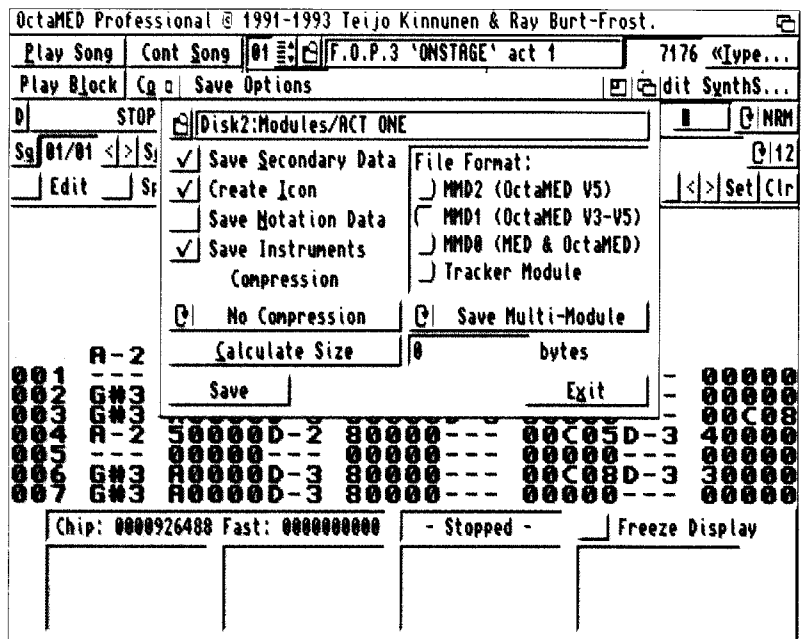 OctaMED Professional © 1991-1993 Teijo Kinnunen & Ray Burt-Frost.
Play Song Cont Song 01 F.O.P.3 'ONSTAGE' act 1 7176 «Type...
Play Block Save Options dit SynthS...
STOP Disk2:Modules/ACT ONE NRM
Sg 01/01 < > Save Secondary Data File Format: 12
Edit Create Icon MMD2 (OctaMED V5) < > Set Clr
Save Notation Data MMD1 (OctaMED V3-V5)
Save Instruments MMD0 (MED & OctaMED)
Compression Tracker Module
No Compression Save Multi-Module
A-2 Calculate Size 0 bytes
001 --- - 00000
002 G#3 Save Exit - 00000
003 G#3 - 00C08
004 A-2 50000D-2 80000--- 00C05D-3 40000
005 --- 00000--- 00000--- 00000--- 00000
006 G#3 A0000D-3 80000--- 00C08D-3 30000
007 G#3 A0000D-3 80000--- 00000--- 00000
Chip: 0000926488 Fast: 0000000000 - Stopped - Freeze Display